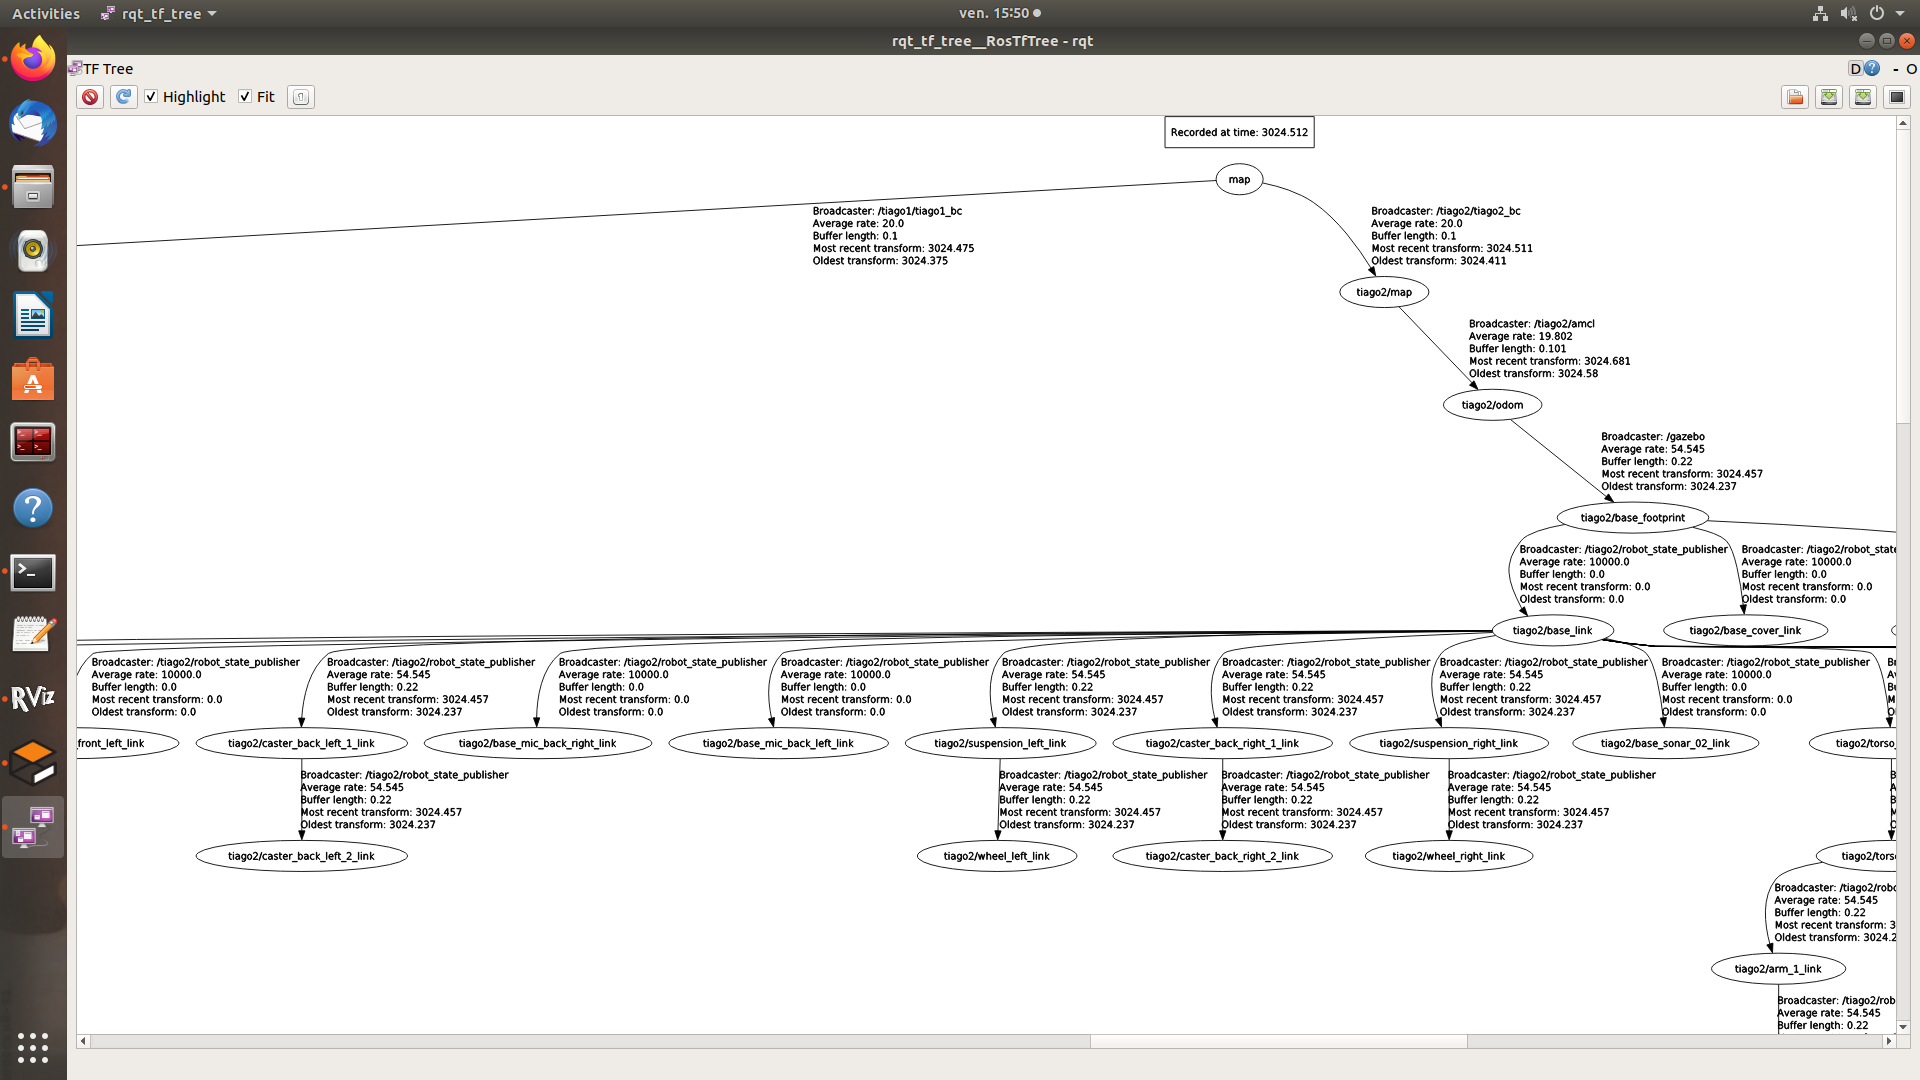 Activities
rqt_tf_tree
ven. 15:50
rqt_tf_tree__RosTfTree - rqt
TF Tree
D
- O
Highlight
Fit
Recorded at time: 3024.512
map
Broadcaster: /tiago1/tiago1_bc
Average rate: 20.0
Buffer length: 0.1
Most recent transform: 3024.475
Oldest transform: 3024.375
Broadcaster: /tiago2/tiago2_bc
Average rate: 20.0
Buffer length: 0.1
Most recent transform: 3024.511
Oldest transform: 3024.411
tiago2/map
Broadcaster: /tiago2/amcl
Average rate: 19.802
Buffer length: 0.101
Most recent transform: 3024.681
Oldest transform: 3024.58
tiago2/odom
Broadcaster: /gazebo
Average rate: 54.545
Buffer length: 0.22
Most recent transform: 3024.457
Oldest transform: 3024.237
tiago2/base_footprint
Broadcaster: /tiago2/robot_state_publisher
Average rate: 10000.0
Buffer length: 0.0
Most recent transform: 0.0
Oldest transform: 0.0
Broadcaster: /tiago2/robot_state
Average rate: 10000.0
Buffer length: 0.0
Most recent transform: 0.0
Oldest transform: 0.0
tiago2/base_link
tiago2/base_cover_link
Broadcaster: /tiago2/robot_state_publisher
Average rate: 10000.0
Buffer length: 0.0
Most recent transform: 0.0
Oldest transform: 0.0
Broadcaster: /tiago2/robot_state_publisher
Average rate: 54.545
Buffer length: 0.22
Most recent transform: 3024.457
Oldest transform: 3024.237
Broadcaster: /tiago2/robot_state_publisher
Average rate: 10000.0
Buffer length: 0.0
Most recent transform: 0.0
Oldest transform: 0.0
Broadcaster: /tiago2/robot_state_publisher
Average rate: 10000.0
Buffer length: 0.0
Most recent transform: 0.0
Oldest transform: 0.0
Broadcaster: /tiago2/robot_state_publisher
Average rate: 54.545
Buffer length: 0.22
Most recent transform: 3024.457
Oldest transform: 3024.237
Broadcaster: /tiago2/robot_state_publisher
Average rate: 54.545
Buffer length: 0.22
Most recent transform: 3024.457
Oldest transform: 3024.237
Broadcaster: /tiago2/robot_state_publisher
Average rate: 54.545
Buffer length: 0.22
Most recent transform: 3024.457
Oldest transform: 3024.237
Broadcaster: /tiago2/robot_state_publisher
Average rate: 10000.0
Buffer length: 0.0
Most recent transform: 0.0
Oldest transform: 0.0
front_left_link
tiago2/caster_back_left_1_link
tiago2/base_mic_back_right_link
tiago2/base_mic_back_left_link
tiago2/suspension_left_link
tiago2/caster_back_right_1_link
tiago2/suspension_right_link
tiago2/base_sonar_02_link
tiago2/torso_
Broadcaster: /tiago2/robot_state_publisher
Average rate: 54.545
Buffer length: 0.22
Most recent transform: 3024.457
Oldest transform: 3024.237
Broadcaster: /tiago2/robot_state_publisher
Average rate: 54.545
Buffer length: 0.22
Most recent transform: 3024.457
Oldest transform: 3024.237
Broadcaster: /tiago2/robot_state_publisher
Average rate: 54.545
Buffer length: 0.22
Most recent transform: 3024.457
Oldest transform: 3024.237
Broadcaster: /tiago2/robot_state_publisher
Average rate: 54.545
Buffer length: 0.22
Most recent transform: 3024.457
Oldest transform: 3024.237
tiago2/caster_back_left_2_link
tiago2/wheel_left_link
tiago2/caster_back_right_2_link
tiago2/wheel_right_link
tiago2/tors
Broadcaster: /tiago2/robo
Average rate: 54.545
Buffer length: 0.22
Most recent transform: 3
Oldest transform: 3024.2
tiago2/arm_1_link
Broadcaster: /tiago2/rob
Average rate: 54.545
Buffer length: 0.22
RViz